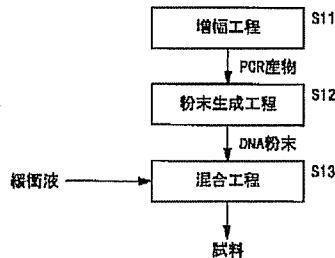 増幅工程 S11
PCR産物
粉末生成工程 S12
DNA粉末
緩衝液 混合工程 S13
試料